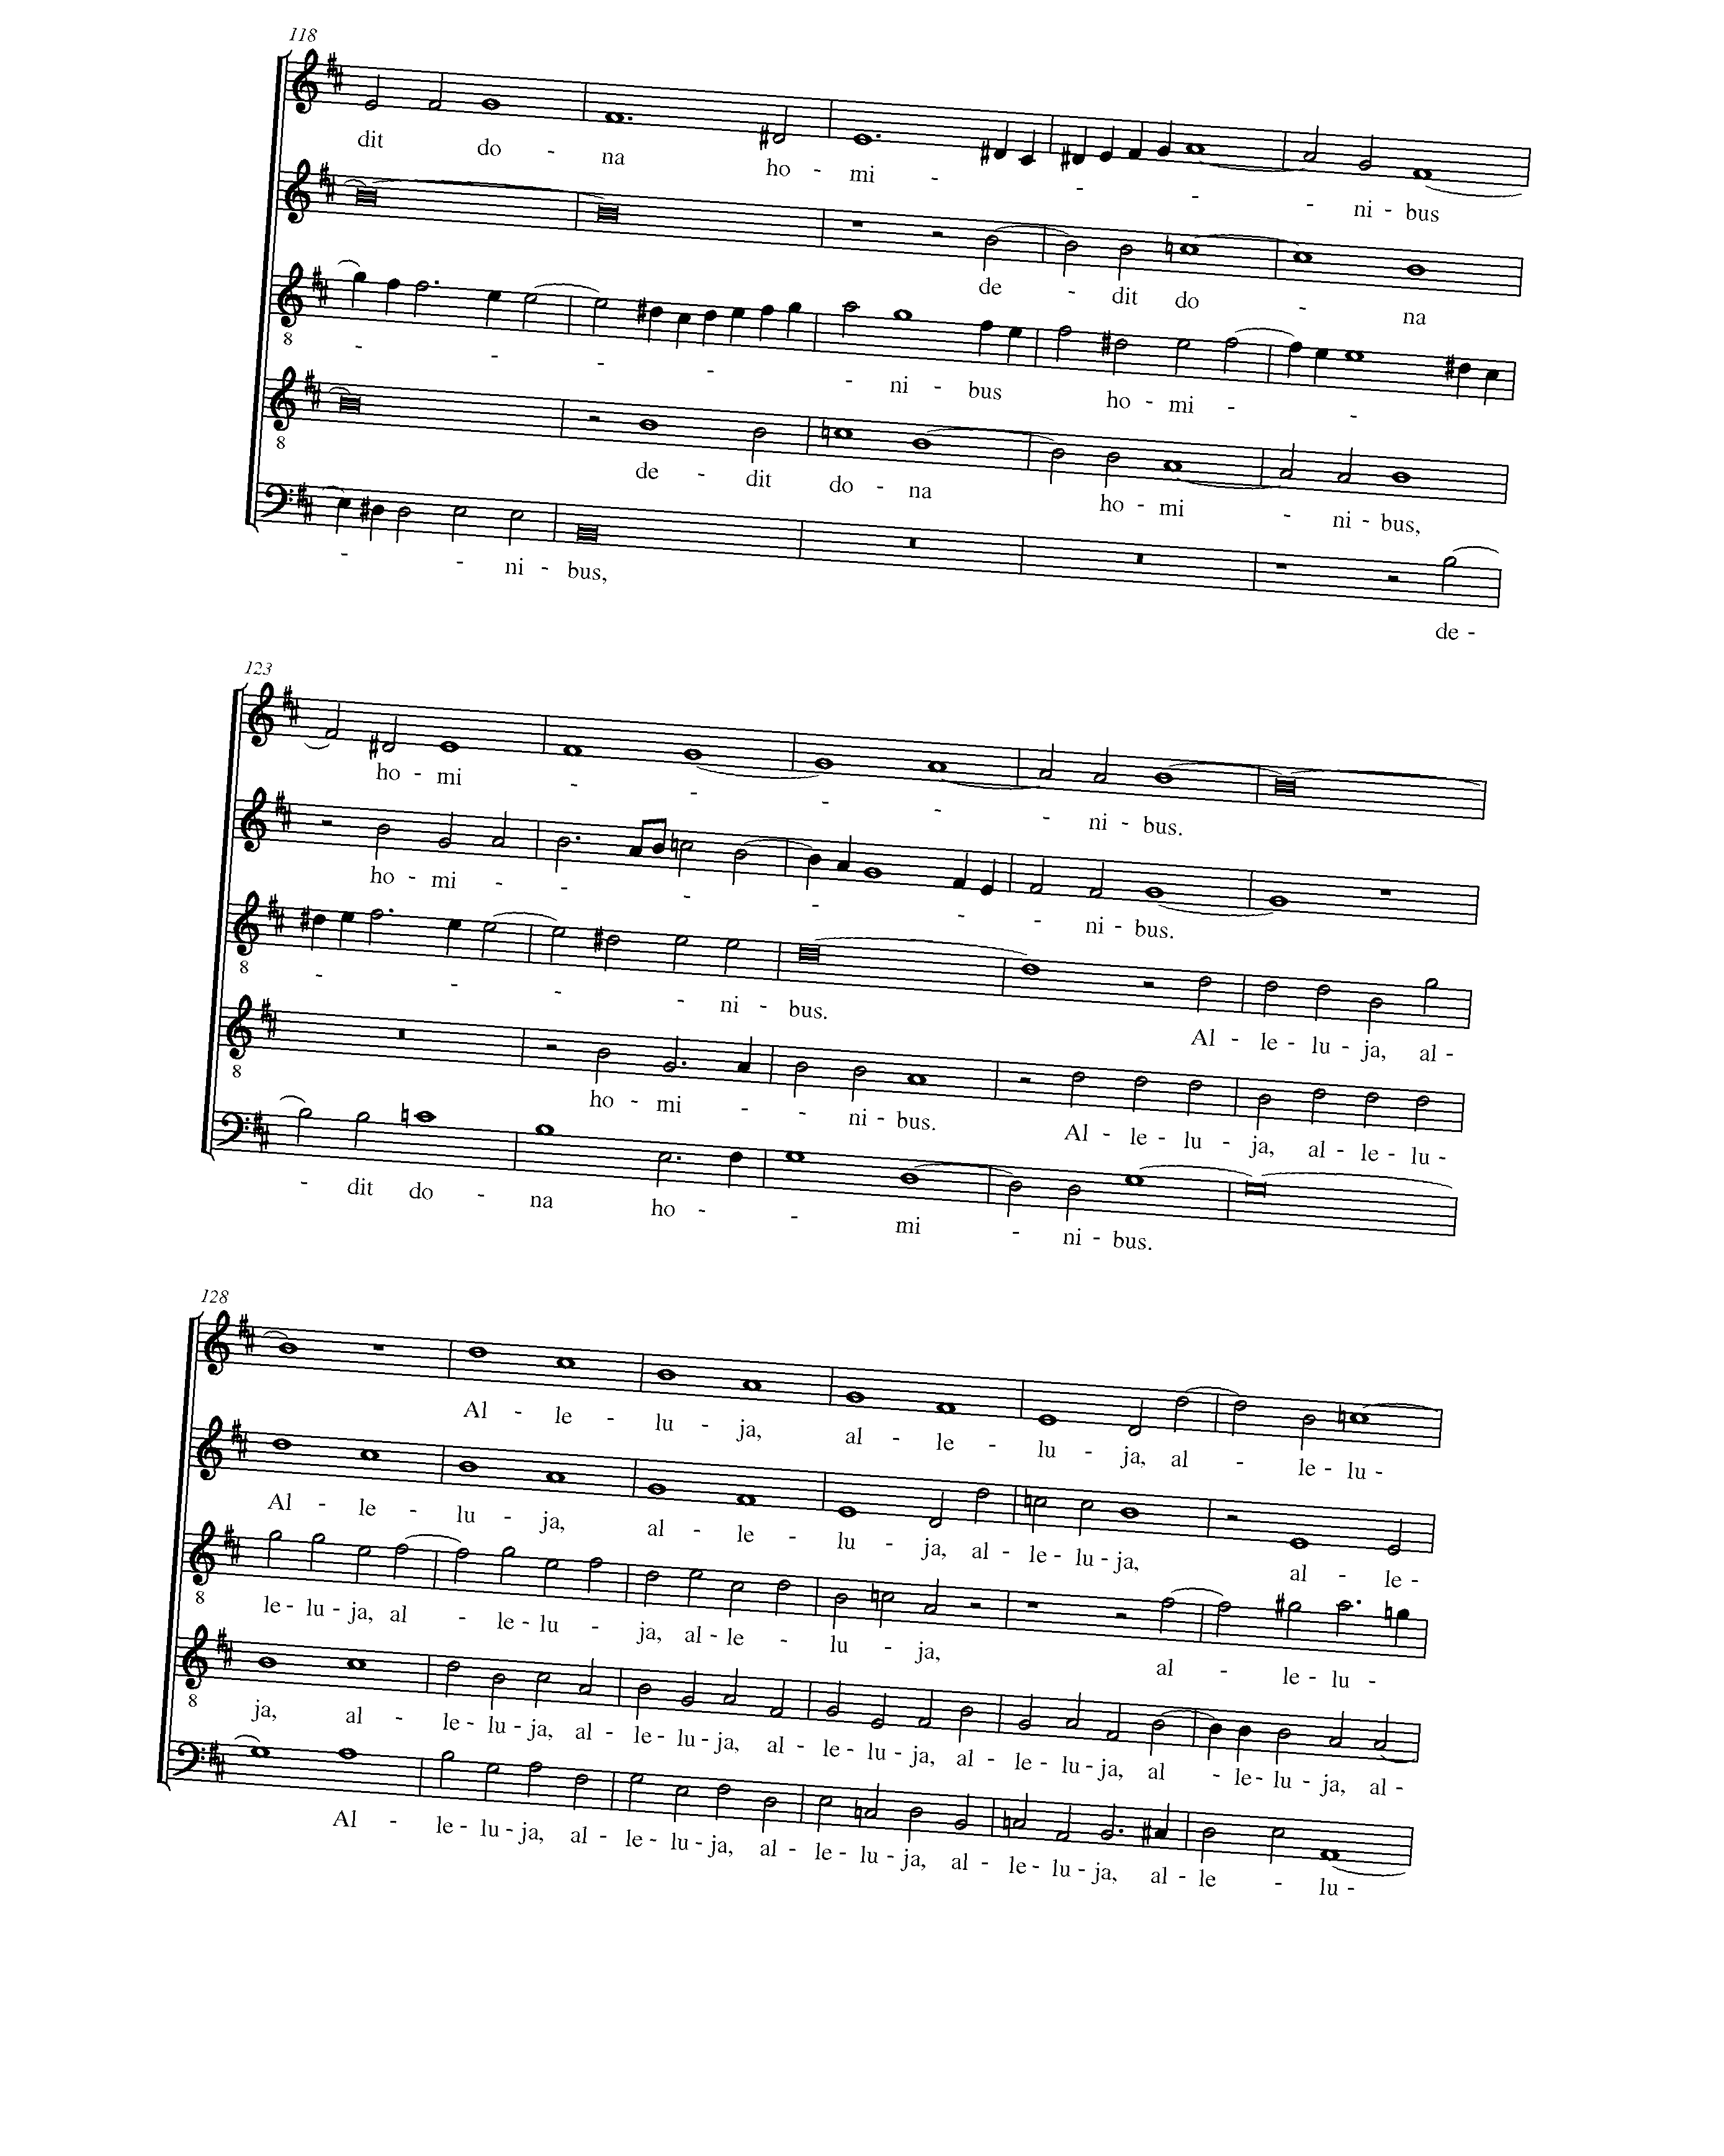 118
dit do - na ho - mi - - - - ni - bus
de - dit do - na
8
- - - - - ni - bus ho - mi - -
8
de - dit do - na ho - mi - ni - bus,
- - ni - bus, de -
123
ho - mi - - - - - ni - bus.
ho - mi - - - - - - ni - bus.
8
- - - - ni - bus. Al - le - lu - ja, al -
8
ho - mi - - ni - bus. Al - le - lu - ja, al - le - lu -
- dit do - na ho - - mi - ni - bus.
128
Al - le - lu - ja, al - le - lu - ja, al - le - lu -
Al - le - lu - ja, al - le - lu - ja, al - le - lu - ja, al - le -
8
le - lu - ja, al - le - lu - ja, al - le - lu - ja, al - le - lu -
8
ja, al - le - lu - ja, al - le - lu - ja, al - le - lu - ja, al - le - lu - ja, al - le - lu - ja, al -
Al - le - lu - ja, al - le - lu - ja, al - le - lu - ja, al - le - lu - ja, al - le - lu -